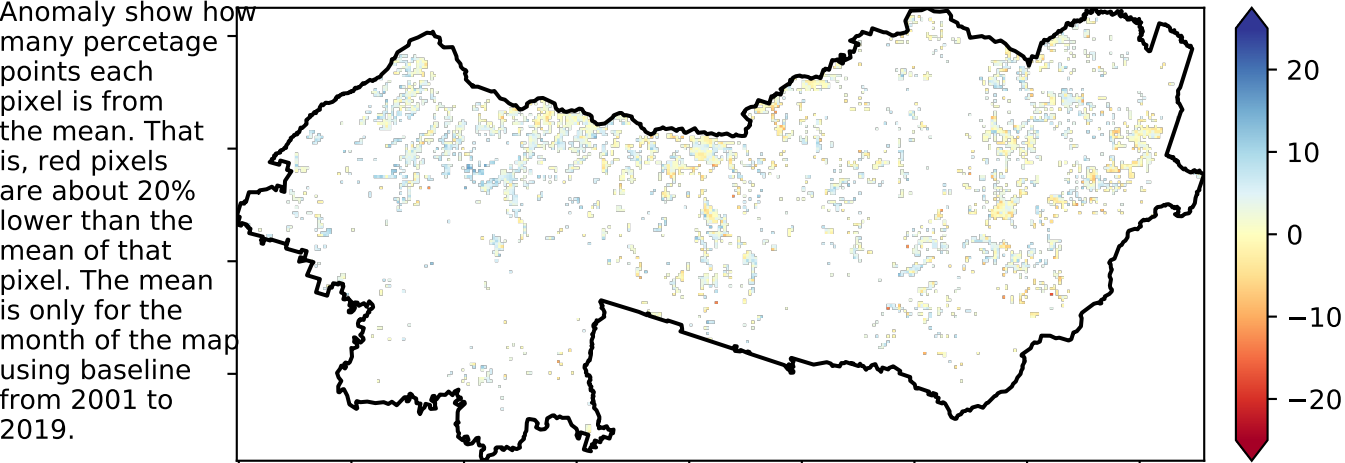 Anomaly show how
many percetage
points each
pixel is from
the mean. That
is, red pixels
are about 20%
lower than the
mean of that
pixel. The mean
is only for the
month of the map
using baseline
from 2001 to
2019.
20
10
0
−10
−20